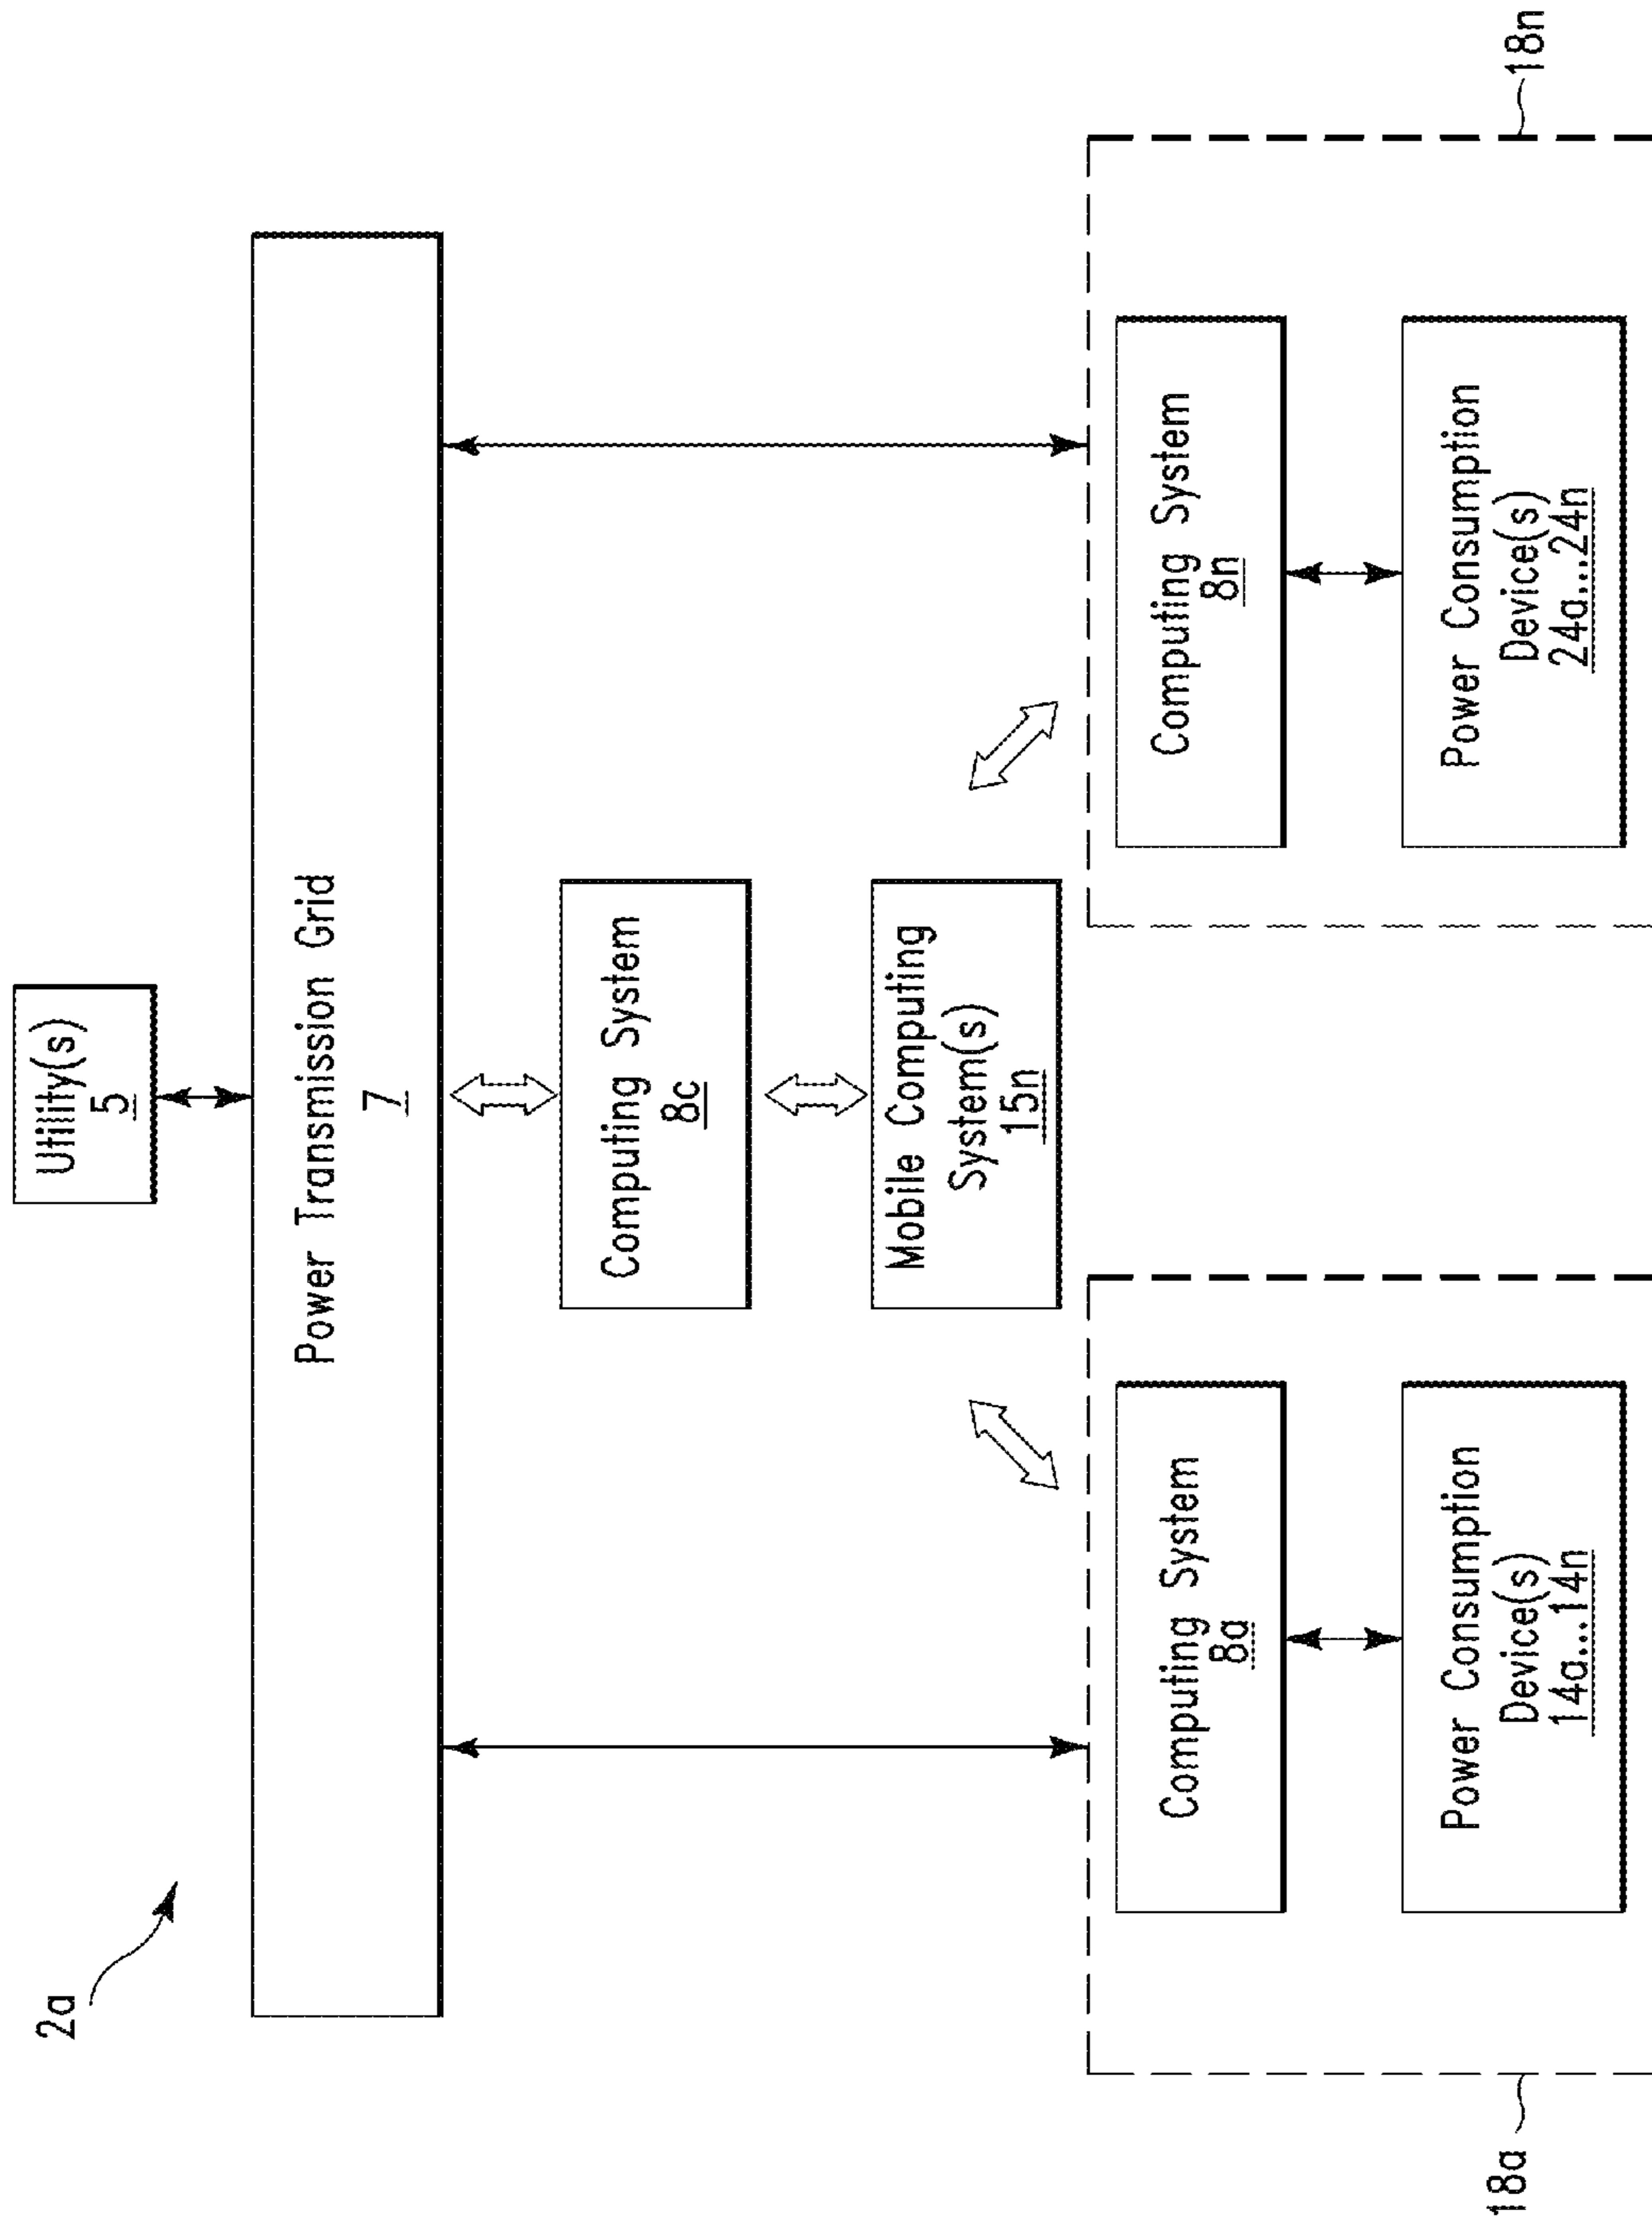 2a
Utility(s)
5
Power Transmission Grid
7
Computing System
8c
Mobile Computing
System(s)
15n
18a
Computing System
8a
Power Consumption
Device(s)
14a...14n
Computing System
8n
Power Consumption
Device(s)
24a...24n
18n